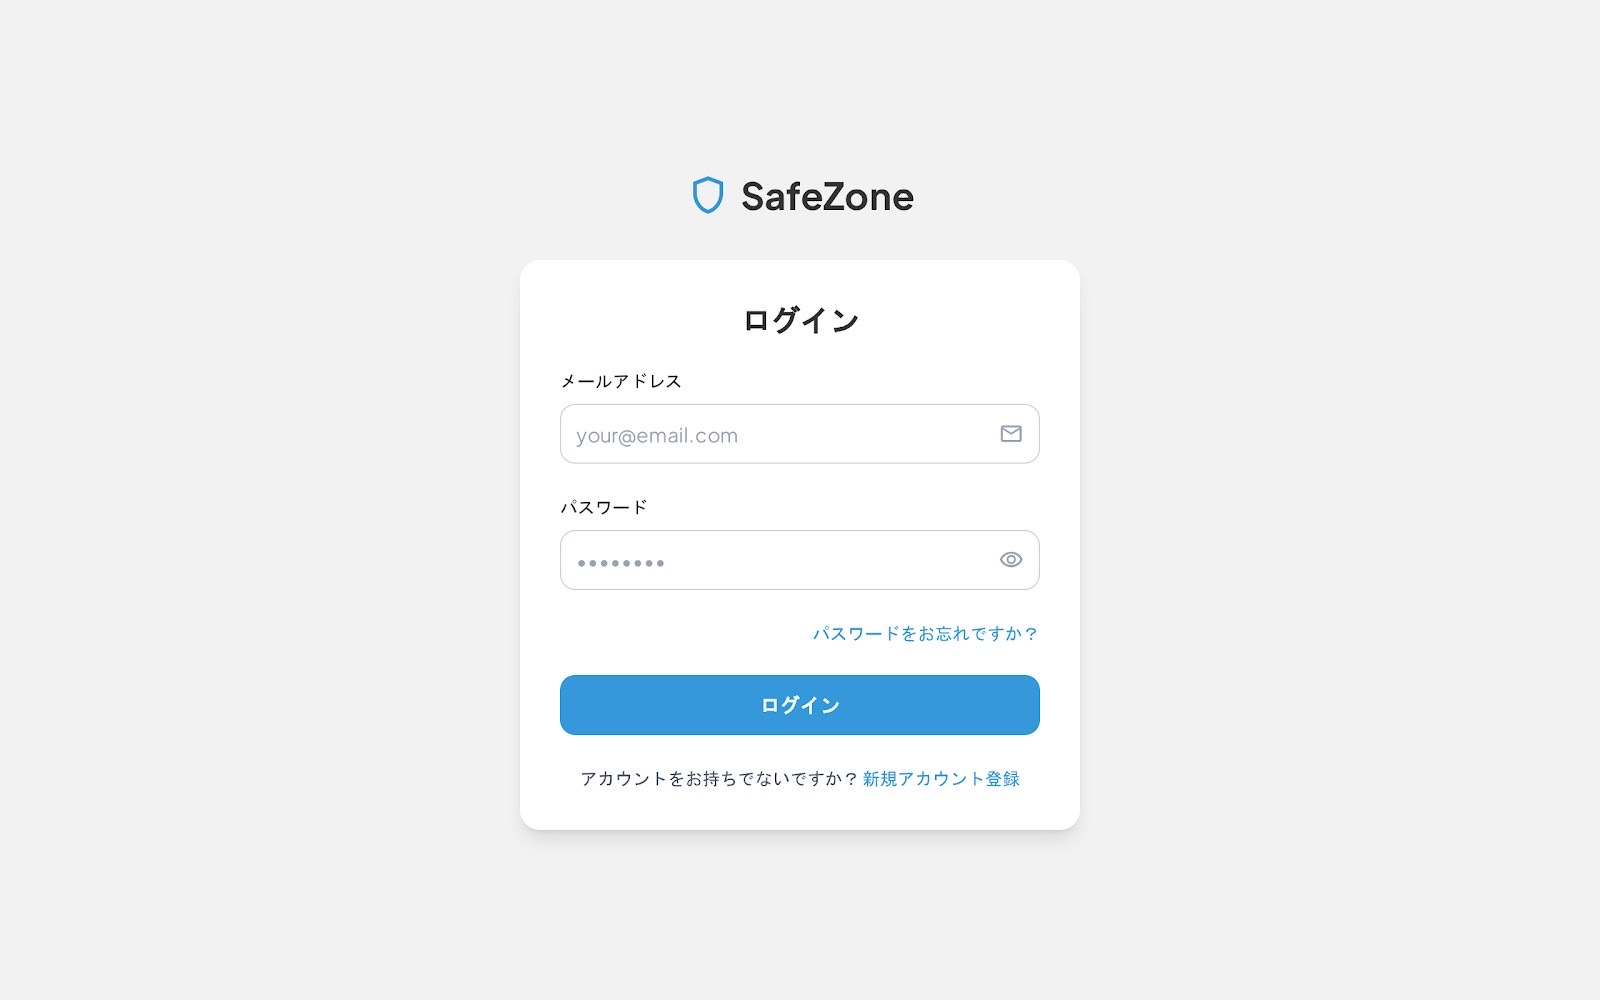 SafeZone
ログイン
メールアドレス
your@email.com
パスワード
••••••••
パスワードをお忘れですか？
ログイン
アカウントをお持ちでないですか？ 新規アカウント登録